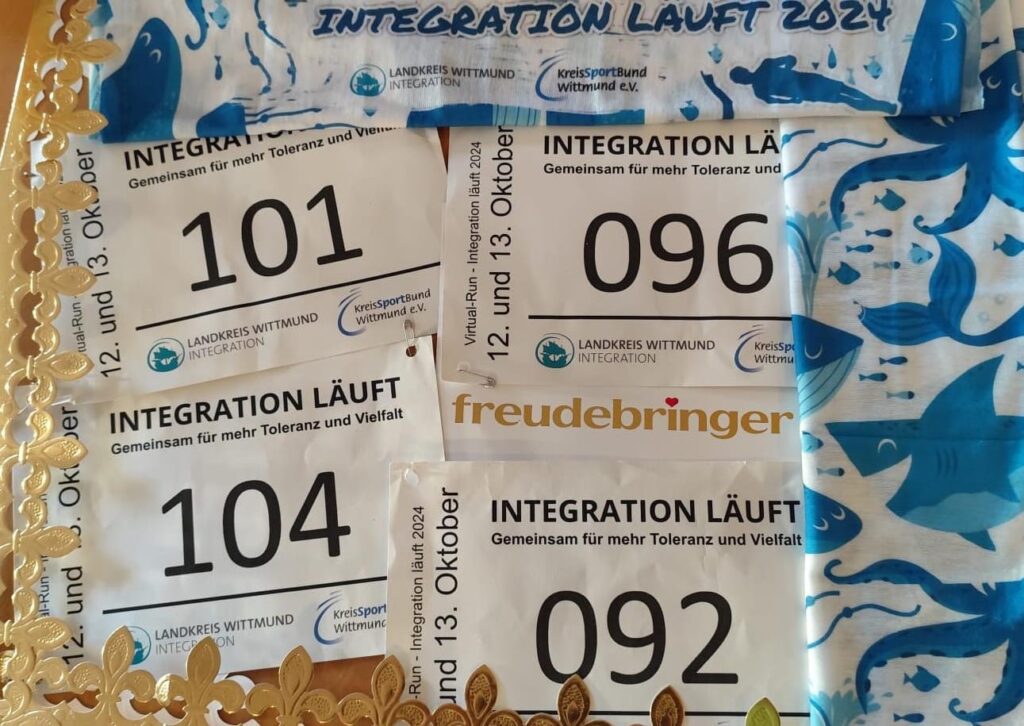 INTEGRATION LÄUFT 2024
LANDKREIS WITTMUND
INTEGRATION
KreisSportBund
Wittmund e.V.
INTEGRATION
Gemeinsam für mehr Toleranz und Vielfalt
101
12. und 13. Oktober
LANDKREIS WITTMUND
INTEGRATION
KreisSportBund
Wittmund e.V.
INTEGRATION LÄ
Gemeinsam für mehr Toleranz und
096
Virtual-Run - Integration läuft 2024
12. und 13. Oktober
LANDKREIS WITTMUND
INTEGRATION
KreisSp
Wittmu
freudebringer
INTEGRATION LÄUFT
Gemeinsam für mehr Toleranz und Vielfalt
104
12. und 13. Oktober
LANDKREIS WITTMUND
INTEGRATION
KreisSport
Wittmund
INTEGRATION LÄUFT
Gemeinsam für mehr Toleranz und Vielfalt
092
-Run - Integration läuft 2024
und 13. Oktober